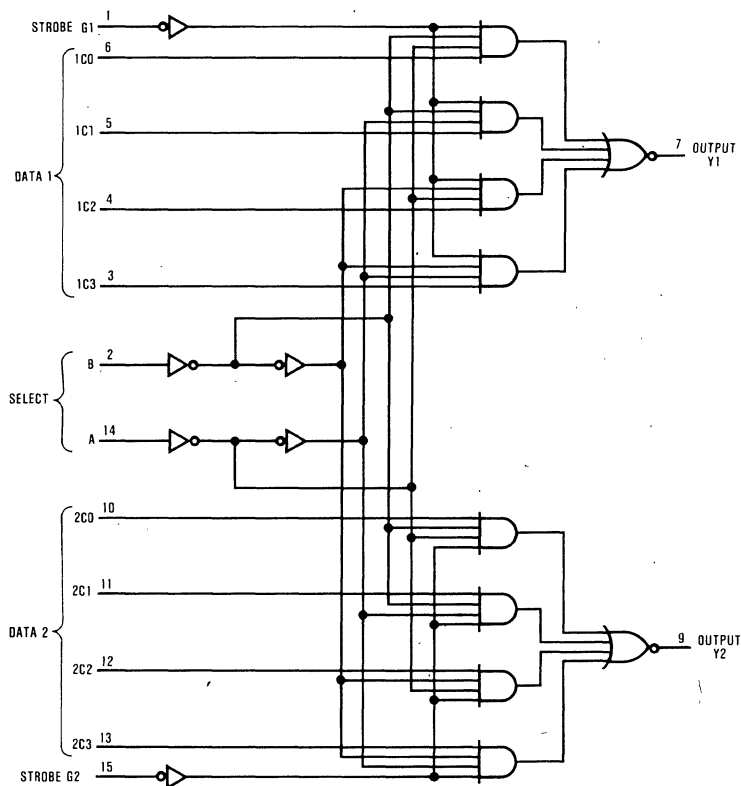 STROBE G1 1
1C0 6
1C1 5
DATA 1
1C2 4
1C3 3
7 OUTPUT
Y1
B 2
SELECT
A 14
2C0 10
2C1 11
DATA 2
2C2 12
2C3 13
STROBE G2 15
9 OUTPUT
Y2